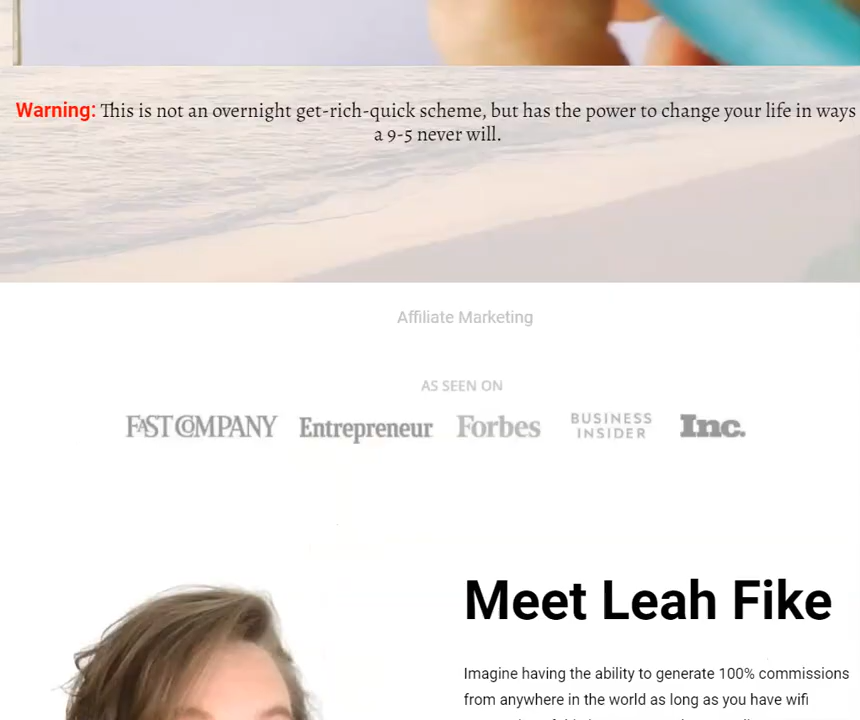 Warning: This is not an overnight get-rich-quick scheme, but has the power to change your life in ways
a 9-5 never will.
Affiliate Marketing
AS SEEN ON
FAST COMPANY Entrepreneur Forbes BUSINESS INSIDER Inc.
Meet Leah Fike
Imagine having the ability to generate 100% commissions
from anywhere in the world as long as you have wifi